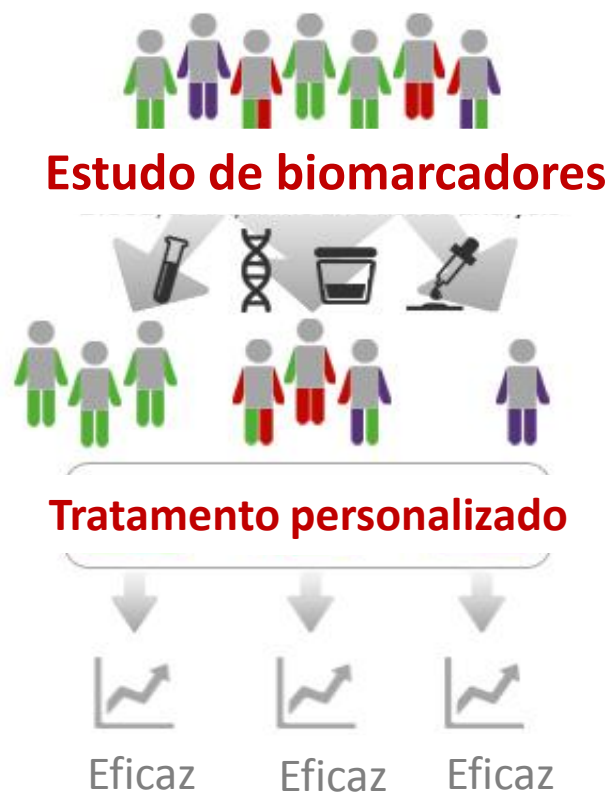 Estudo de biomarcadores
Tratamento personalizado
Eficaz Eficaz Eficaz